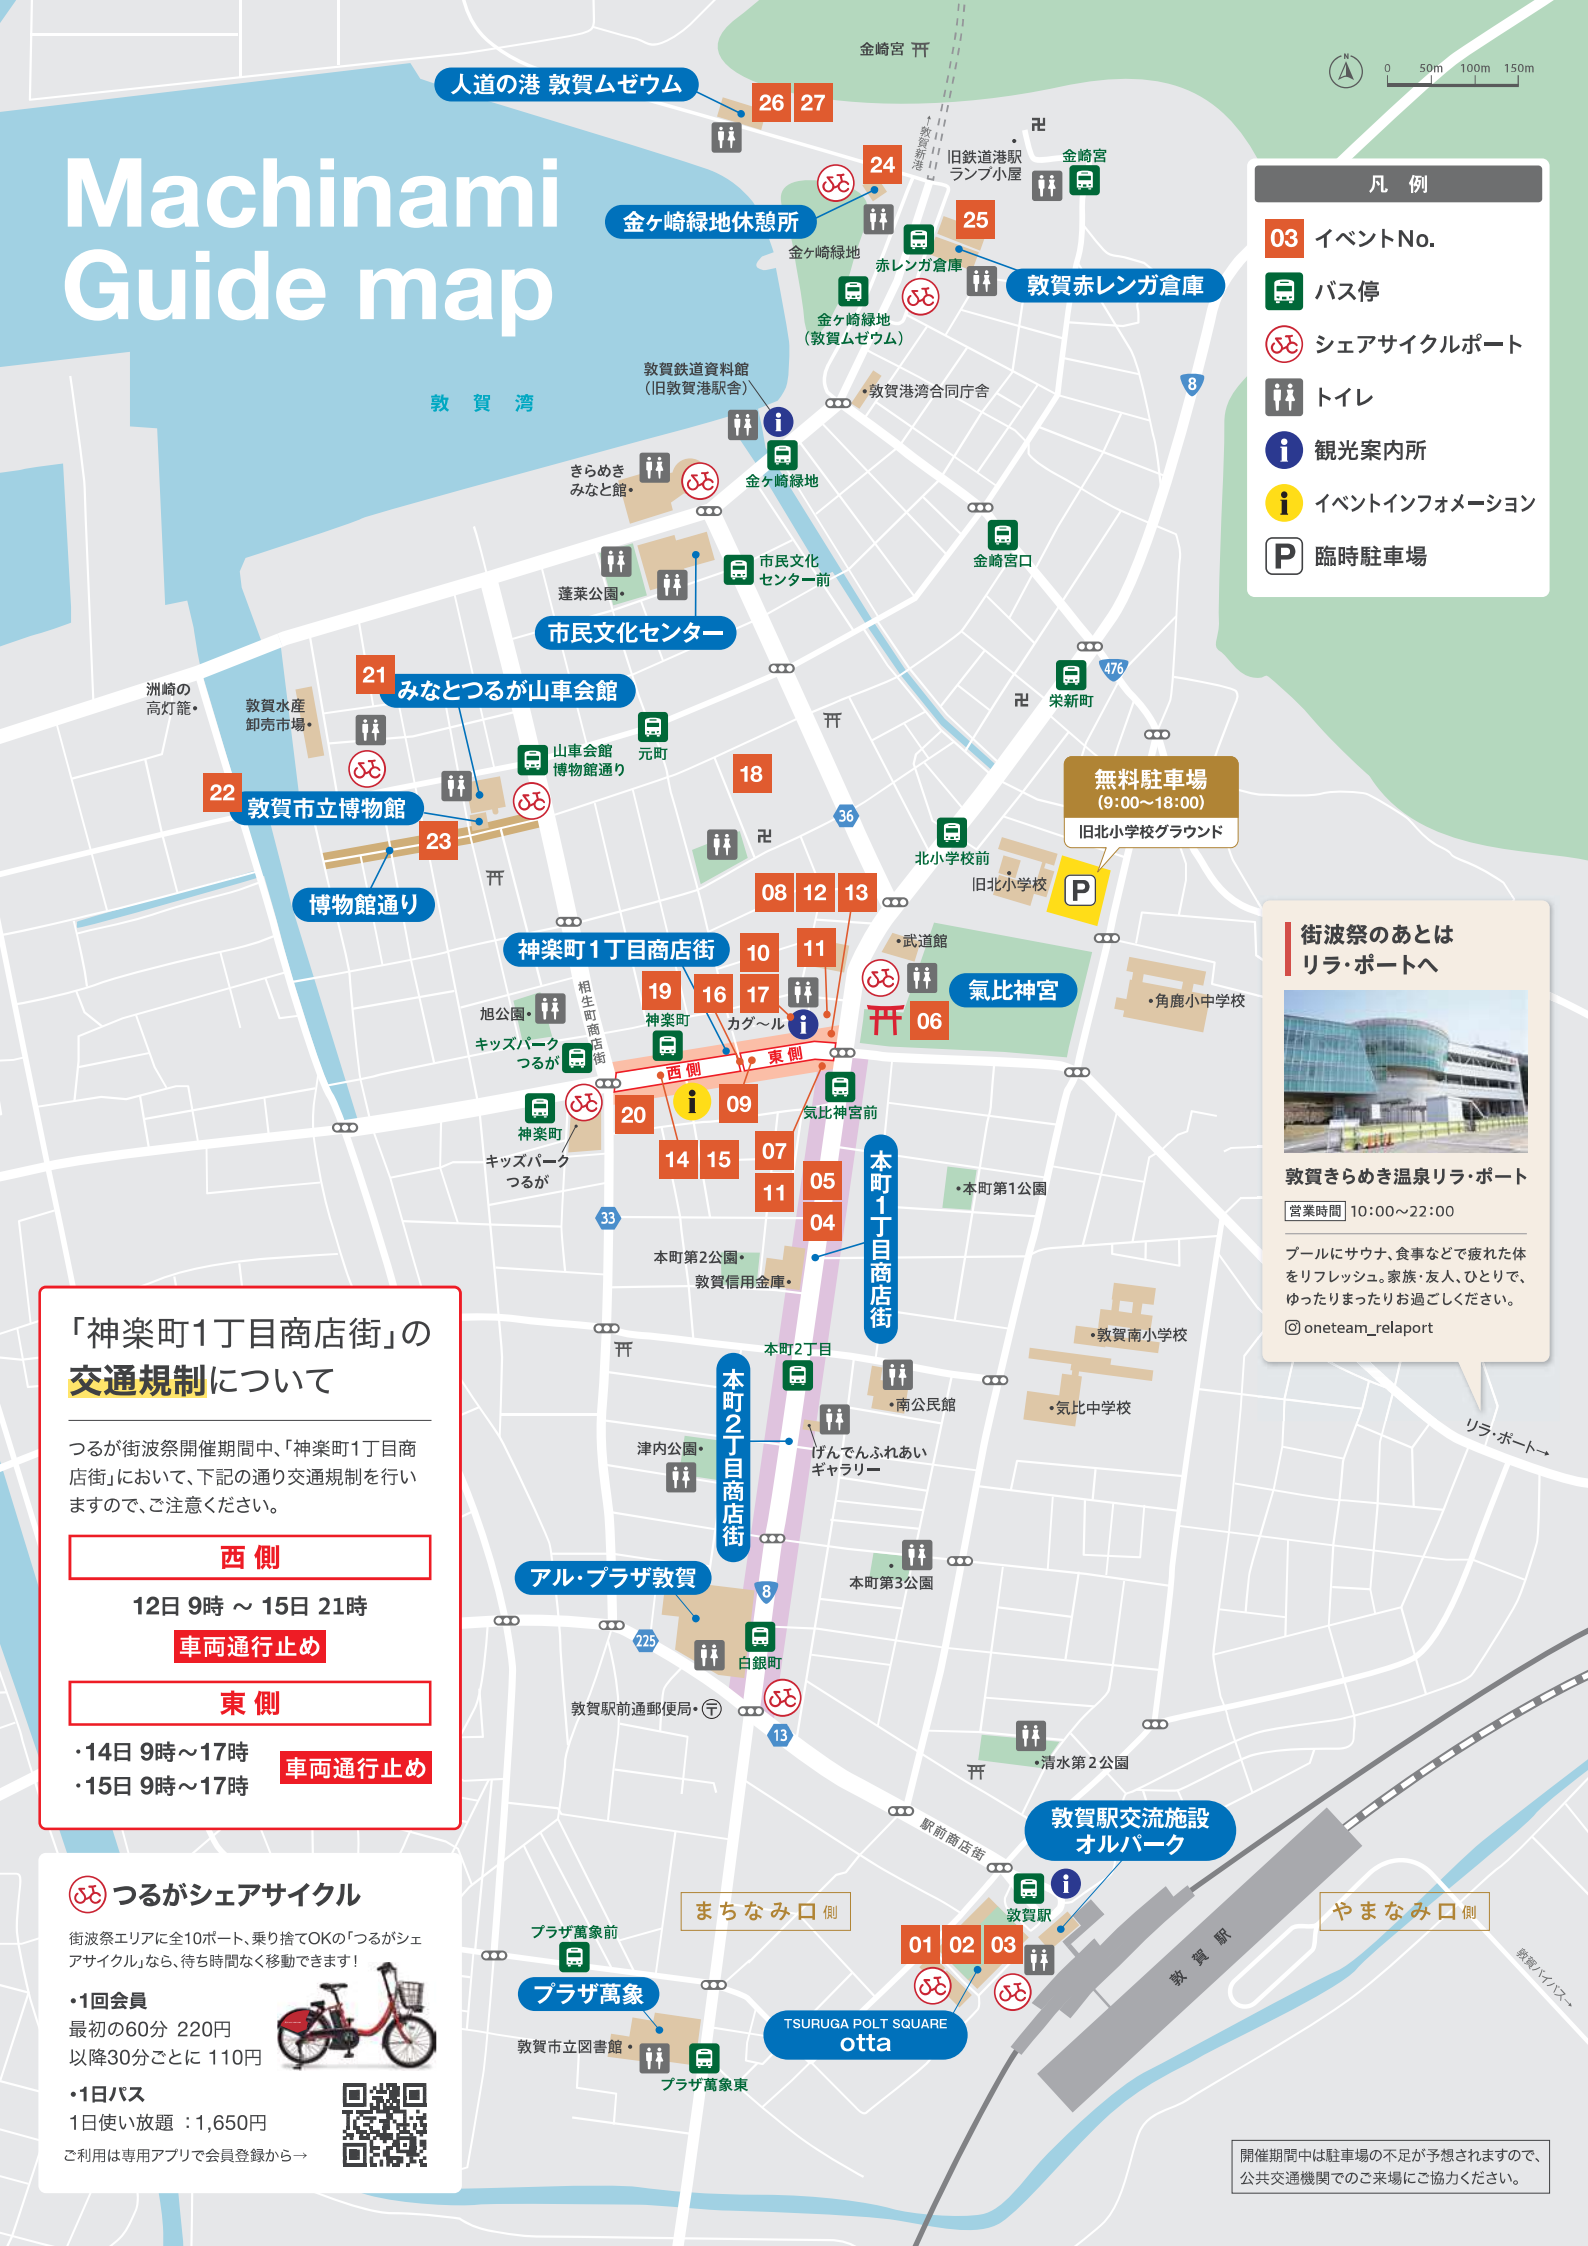 Machinami
Guide map
N
0 50m 100m 150m
金崎宮
人道の港 敦賀ムゼウム
26 27
←敦賀新港
旧鉄道港駅
ランプ小屋
金崎宮
24
金ヶ崎緑地休憩所
金ヶ崎緑地
25
赤レンガ倉庫
敦賀赤レンガ倉庫
金ヶ崎緑地
(敦賀ムゼウム)
凡 例
03 イベントNo.
バス停
シェアサイクルポート
トイレ
i 観光案内所
i イベントインフォメーション
P 臨時駐車場
敦賀湾
敦賀鉄道資料館
(旧敦賀港駅舎)
i
金ヶ崎緑地
・敦賀港湾合同庁舎
8
きらめき
みなと館・
金崎宮口
市民文化
センター前
蓬莱公園・
市民文化センター
476
栄新町
洲崎の
高灯籠・
敦賀水産
卸売市場・
21
みなとつるが山車会館
元町
山車会館
博物館通り
18
22
敦賀市立博物館
23
博物館通り
36
無料駐車場
(9:00〜18:00)
旧北小学校グラウンド
P
北小学校前
旧北小学校
08 12 13
神楽町1丁目商店街
10
11
・武道館
氣比神宮
06
19
16
17
カグ〜ル
i
神楽町
相生町商店街
旭公園・
キッズパーク
つるが
西側
東側
・角鹿小中学校
神楽町
20
i
09
気比神宮前
キッズパーク
つるが
14 15
07
11
05
04
本町1丁目商店街
・本町第1公園
33
本町第2公園・
敦賀信用金庫・
・敦賀南小学校
本町2丁目
本町2丁目商店街
・南公民館
・気比中学校
津内公園・
げんでんふれあい
ギャラリー
本町第3公園
アル・プラザ敦賀
8
225
白銀町
敦賀駅前通郵便局・
13
・清水第2公園
駅前商店街
敦賀駅交流施設
オルパーク
i
敦賀駅
まちなみ口側
やまなみ口側
01 02 03
敦賀駅
敦賀バイパス→
プラザ萬象前
プラザ萬象
TSURUGA POLT SQUARE
otta
敦賀市立図書館・
プラザ萬象東
街波祭のあとは
リラ・ポートへ
敦賀きらめき温泉リラ・ポート
営業時間 10:00〜22:00
プールにサウナ、食事などで疲れた体
をリフレッシュ。家族・友人、ひとりで、
ゆったりまったりお過ごしください。
oneteam_relaport
リラ・ポート→
「神楽町1丁目商店街」の
交通規制について
つるが街波祭開催期間中、「神楽町1丁目商
店街」において、下記の通り交通規制を行い
ますので、ご注意ください。
西側
12日 9時 〜 15日 21時
車両通行止め
東側
・14日 9時〜17時
・15日 9時〜17時
車両通行止め
つるがシェアサイクル
街波祭エリアに全10ポート、乗り捨てOKの「つるがシェ
アサイクル」なら、待ち時間なく移動できます!
・1回会員
最初の60分 220円
以降30分ごとに 110円
・1日パス
1日使い放題 :1,650円
ご利用は専用アプリで会員登録から→
開催期間中は駐車場の不足が予想されますので、
公共交通機関でのご来場にご協力ください。